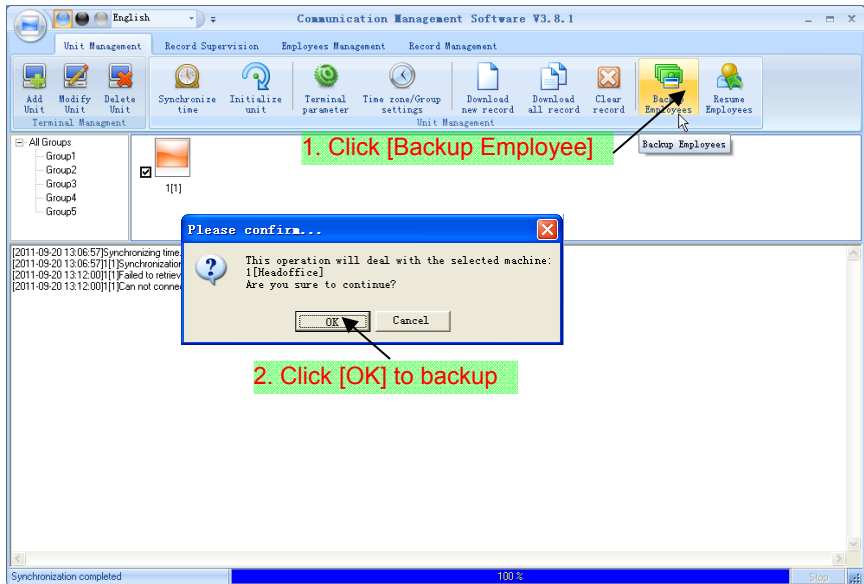 English
Communication Management Software V3.8.1
Unit Management Record Supervision Employees Management Record Management
Add Unit
Modify Unit
Delete Unit
Synchronize time
Initialize unit
Terminal parameter
Time zone/Group settings
Download new record
Download all record
Clear record
Backup Employees
Resume Employees
Terminal Managment
Unit Management
Backup Employees
1. Click [Backup Employee]
All Groups
Group1
Group2
Group3
Group4
Group5
1[1]
[2011-09-20 13:06:57]Synchronizing time.
[2011-09-20 13:06:57]1[1]Synchronization
[2011-09-20 13:12:00]1[1]Failed to retriev
[2011-09-20 13:12:00]1[1]Can not conne
Please confirm...
This operation will deal with the selected machine:
1[Headoffice]
Are you sure to continue?
OK Cancel
2. Click [OK] to backup
Synchronization completed 100 % Stop